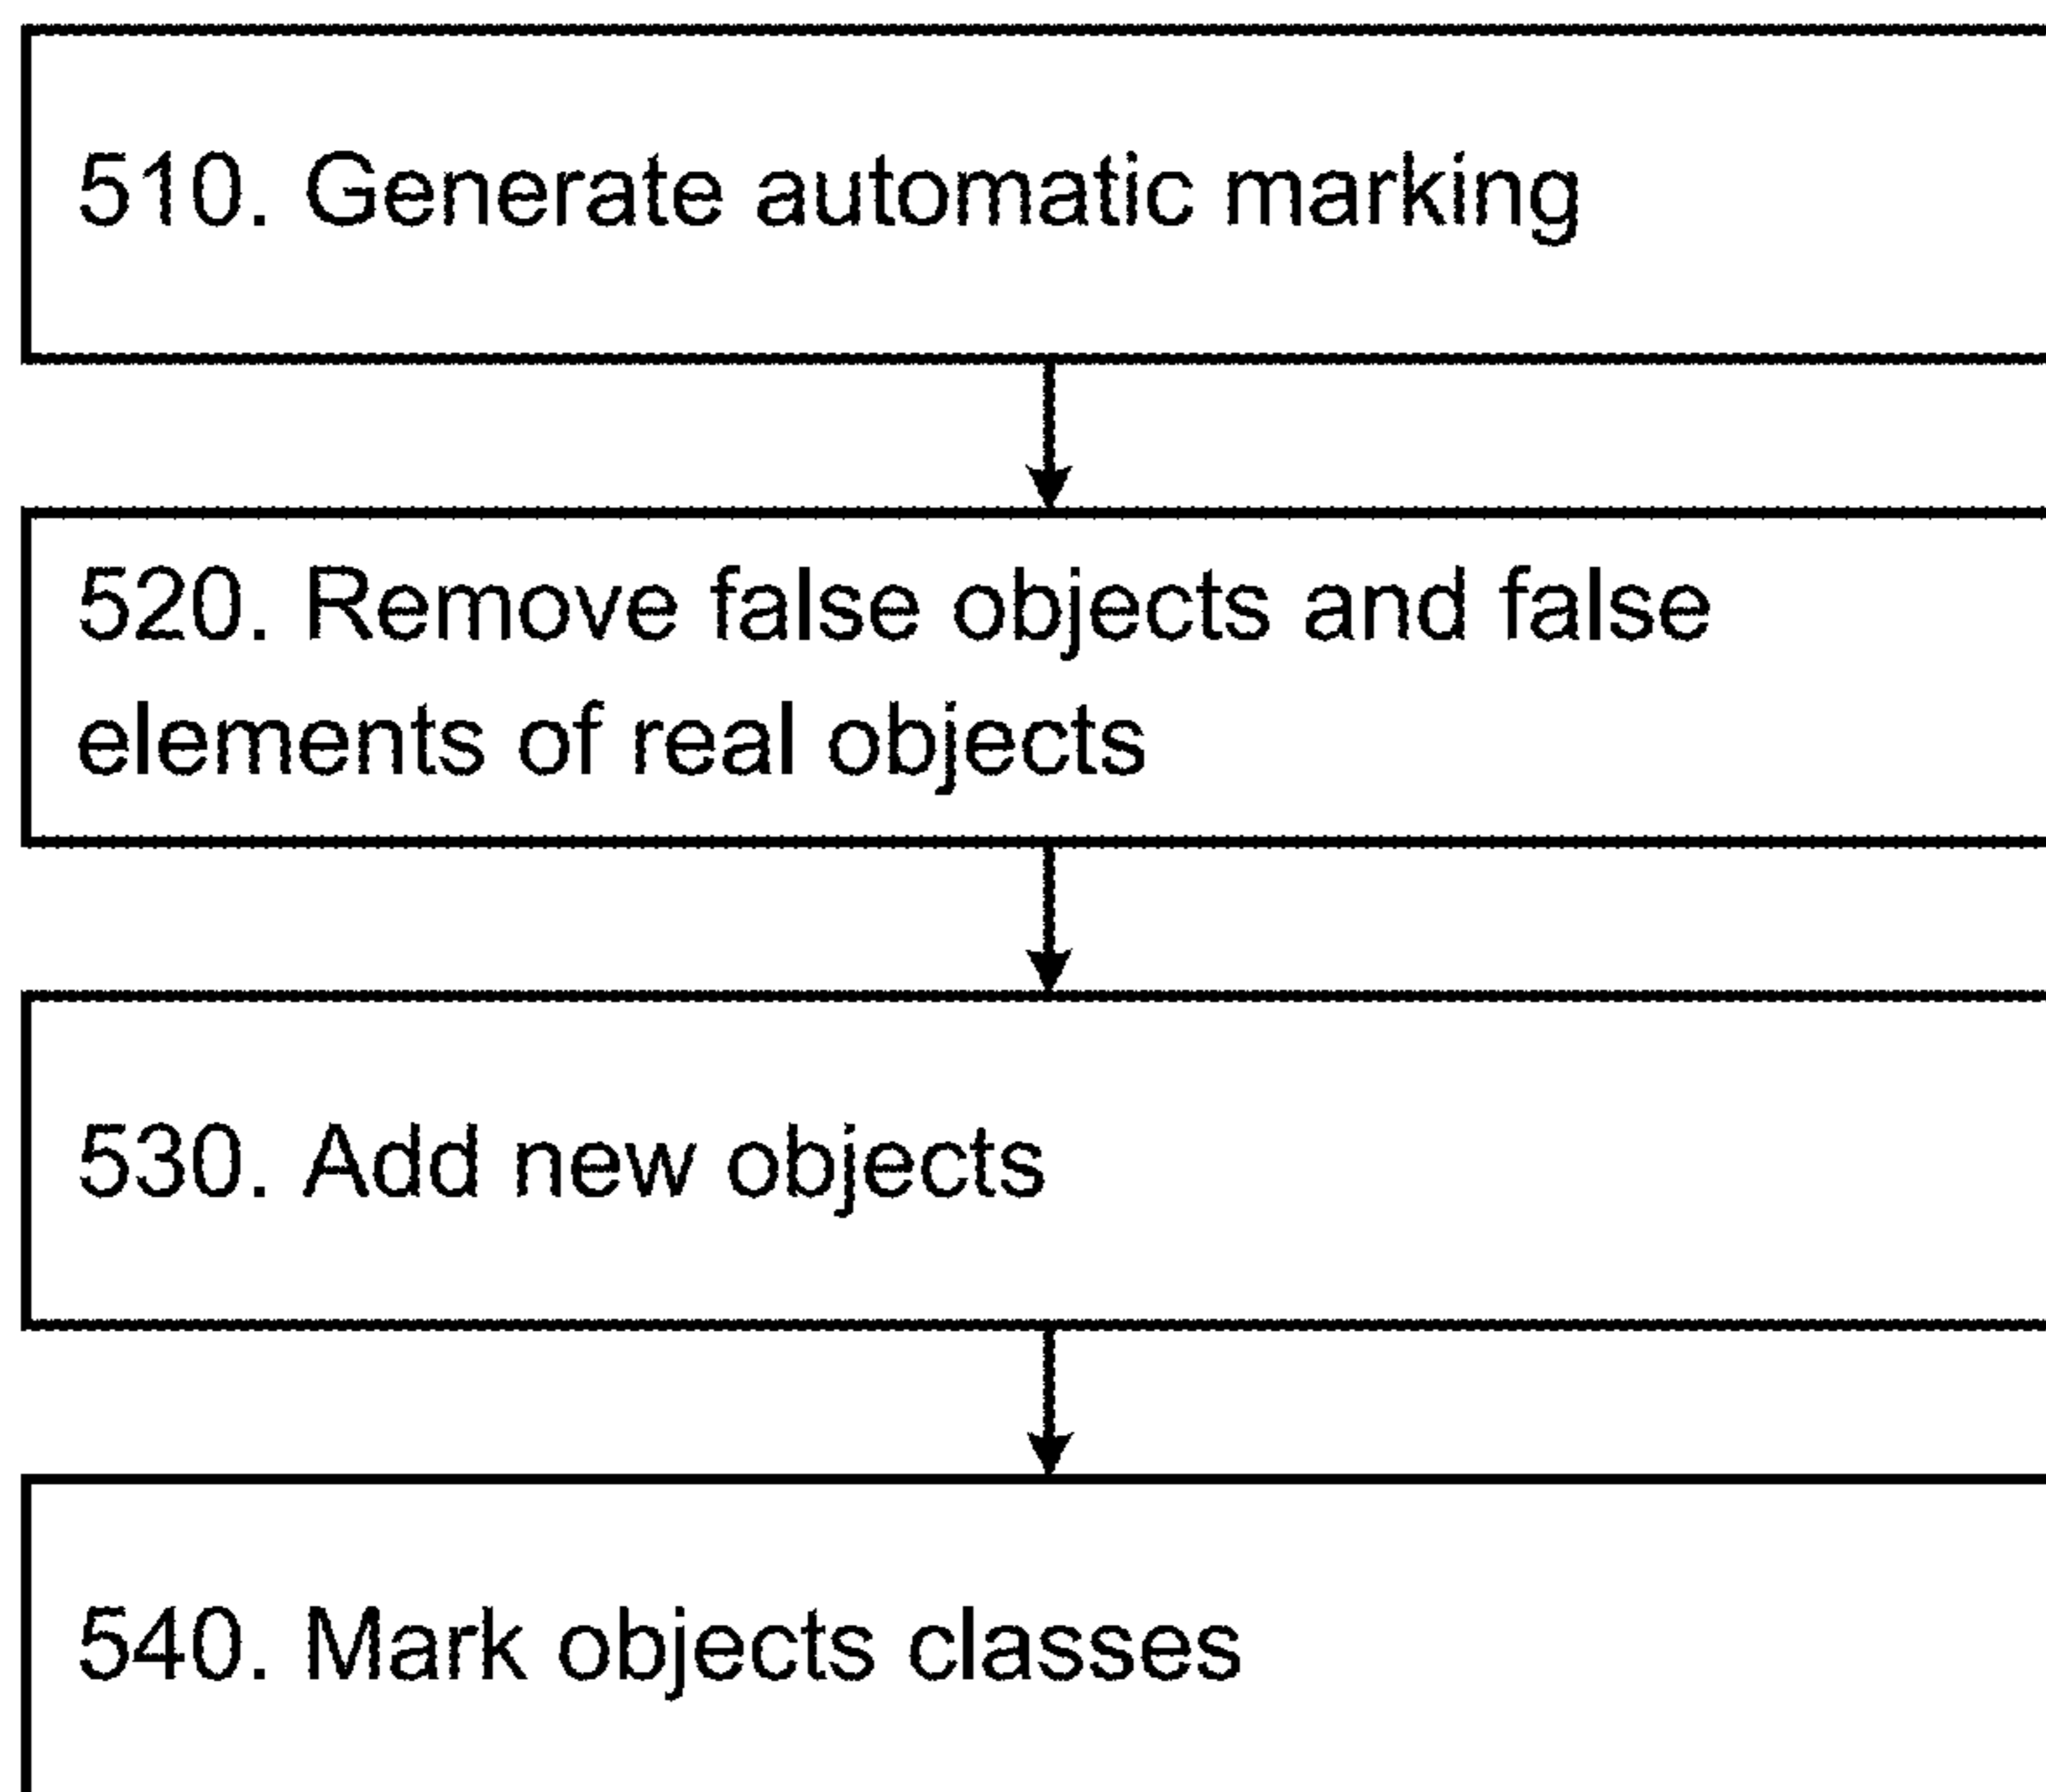 510. Generate automatic marking
520. Remove false objects and false
elements of real objects
530. Add new objects
540. Mark objects classes